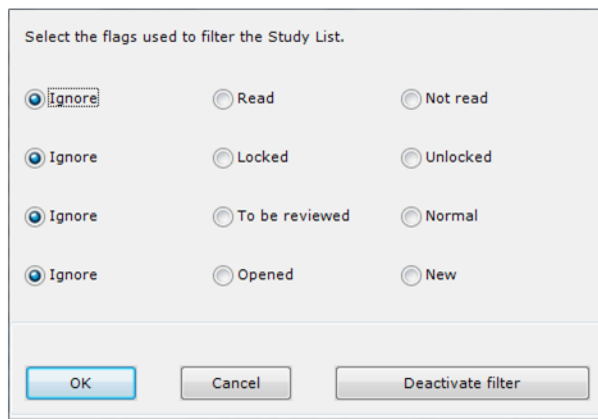 Select the flags used to filter the Study List.
Ignore Read Not read
Ignore Locked Unlocked
Ignore To be reviewed Normal
Ignore Opened New
OK Cancel Deactivate filter